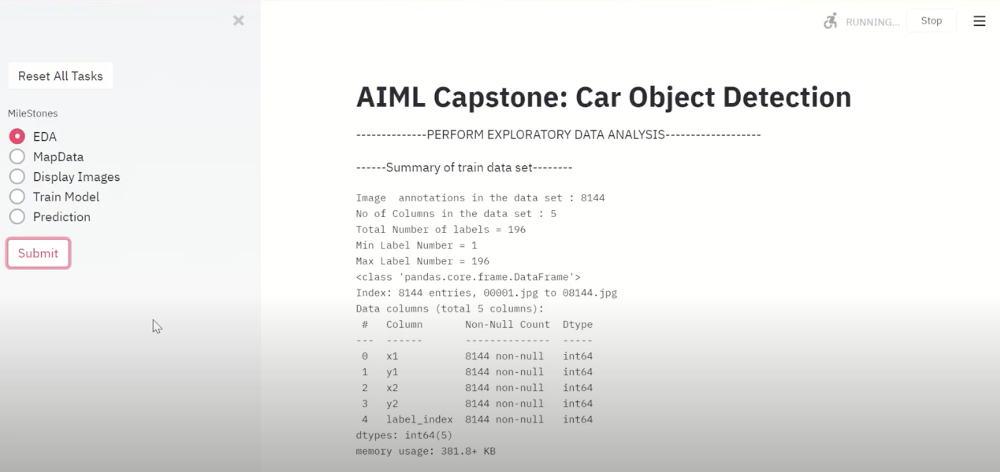 RUNNING... Stop
Reset All Tasks
MileStones
EDA
MapData
Display Images
Train Model
Prediction
Submit
AIML Capstone: Car Object Detection
--------------PERFORM EXPLORATORY DATA ANALYSIS-------------------
------Summary of train data set--------
Image  annotations in the data set : 8144
No of Columns in the data set : 5
Total Number of labels = 196
Min Label Number = 1
Max Label Number = 196
<class 'pandas.core.frame.DataFrame'>
Index: 8144 entries, 00001.jpg to 08144.jpg
Data columns (total 5 columns):
 #   Column       Non-Null Count  Dtype
---  ------       --------------  -----
 0   x1           8144 non-null   int64
 1   y1           8144 non-null   int64
 2   x2           8144 non-null   int64
 3   y2           8144 non-null   int64
 4   label_index  8144 non-null   int64
dtypes: int64(5)
memory usage: 381.8+ KB